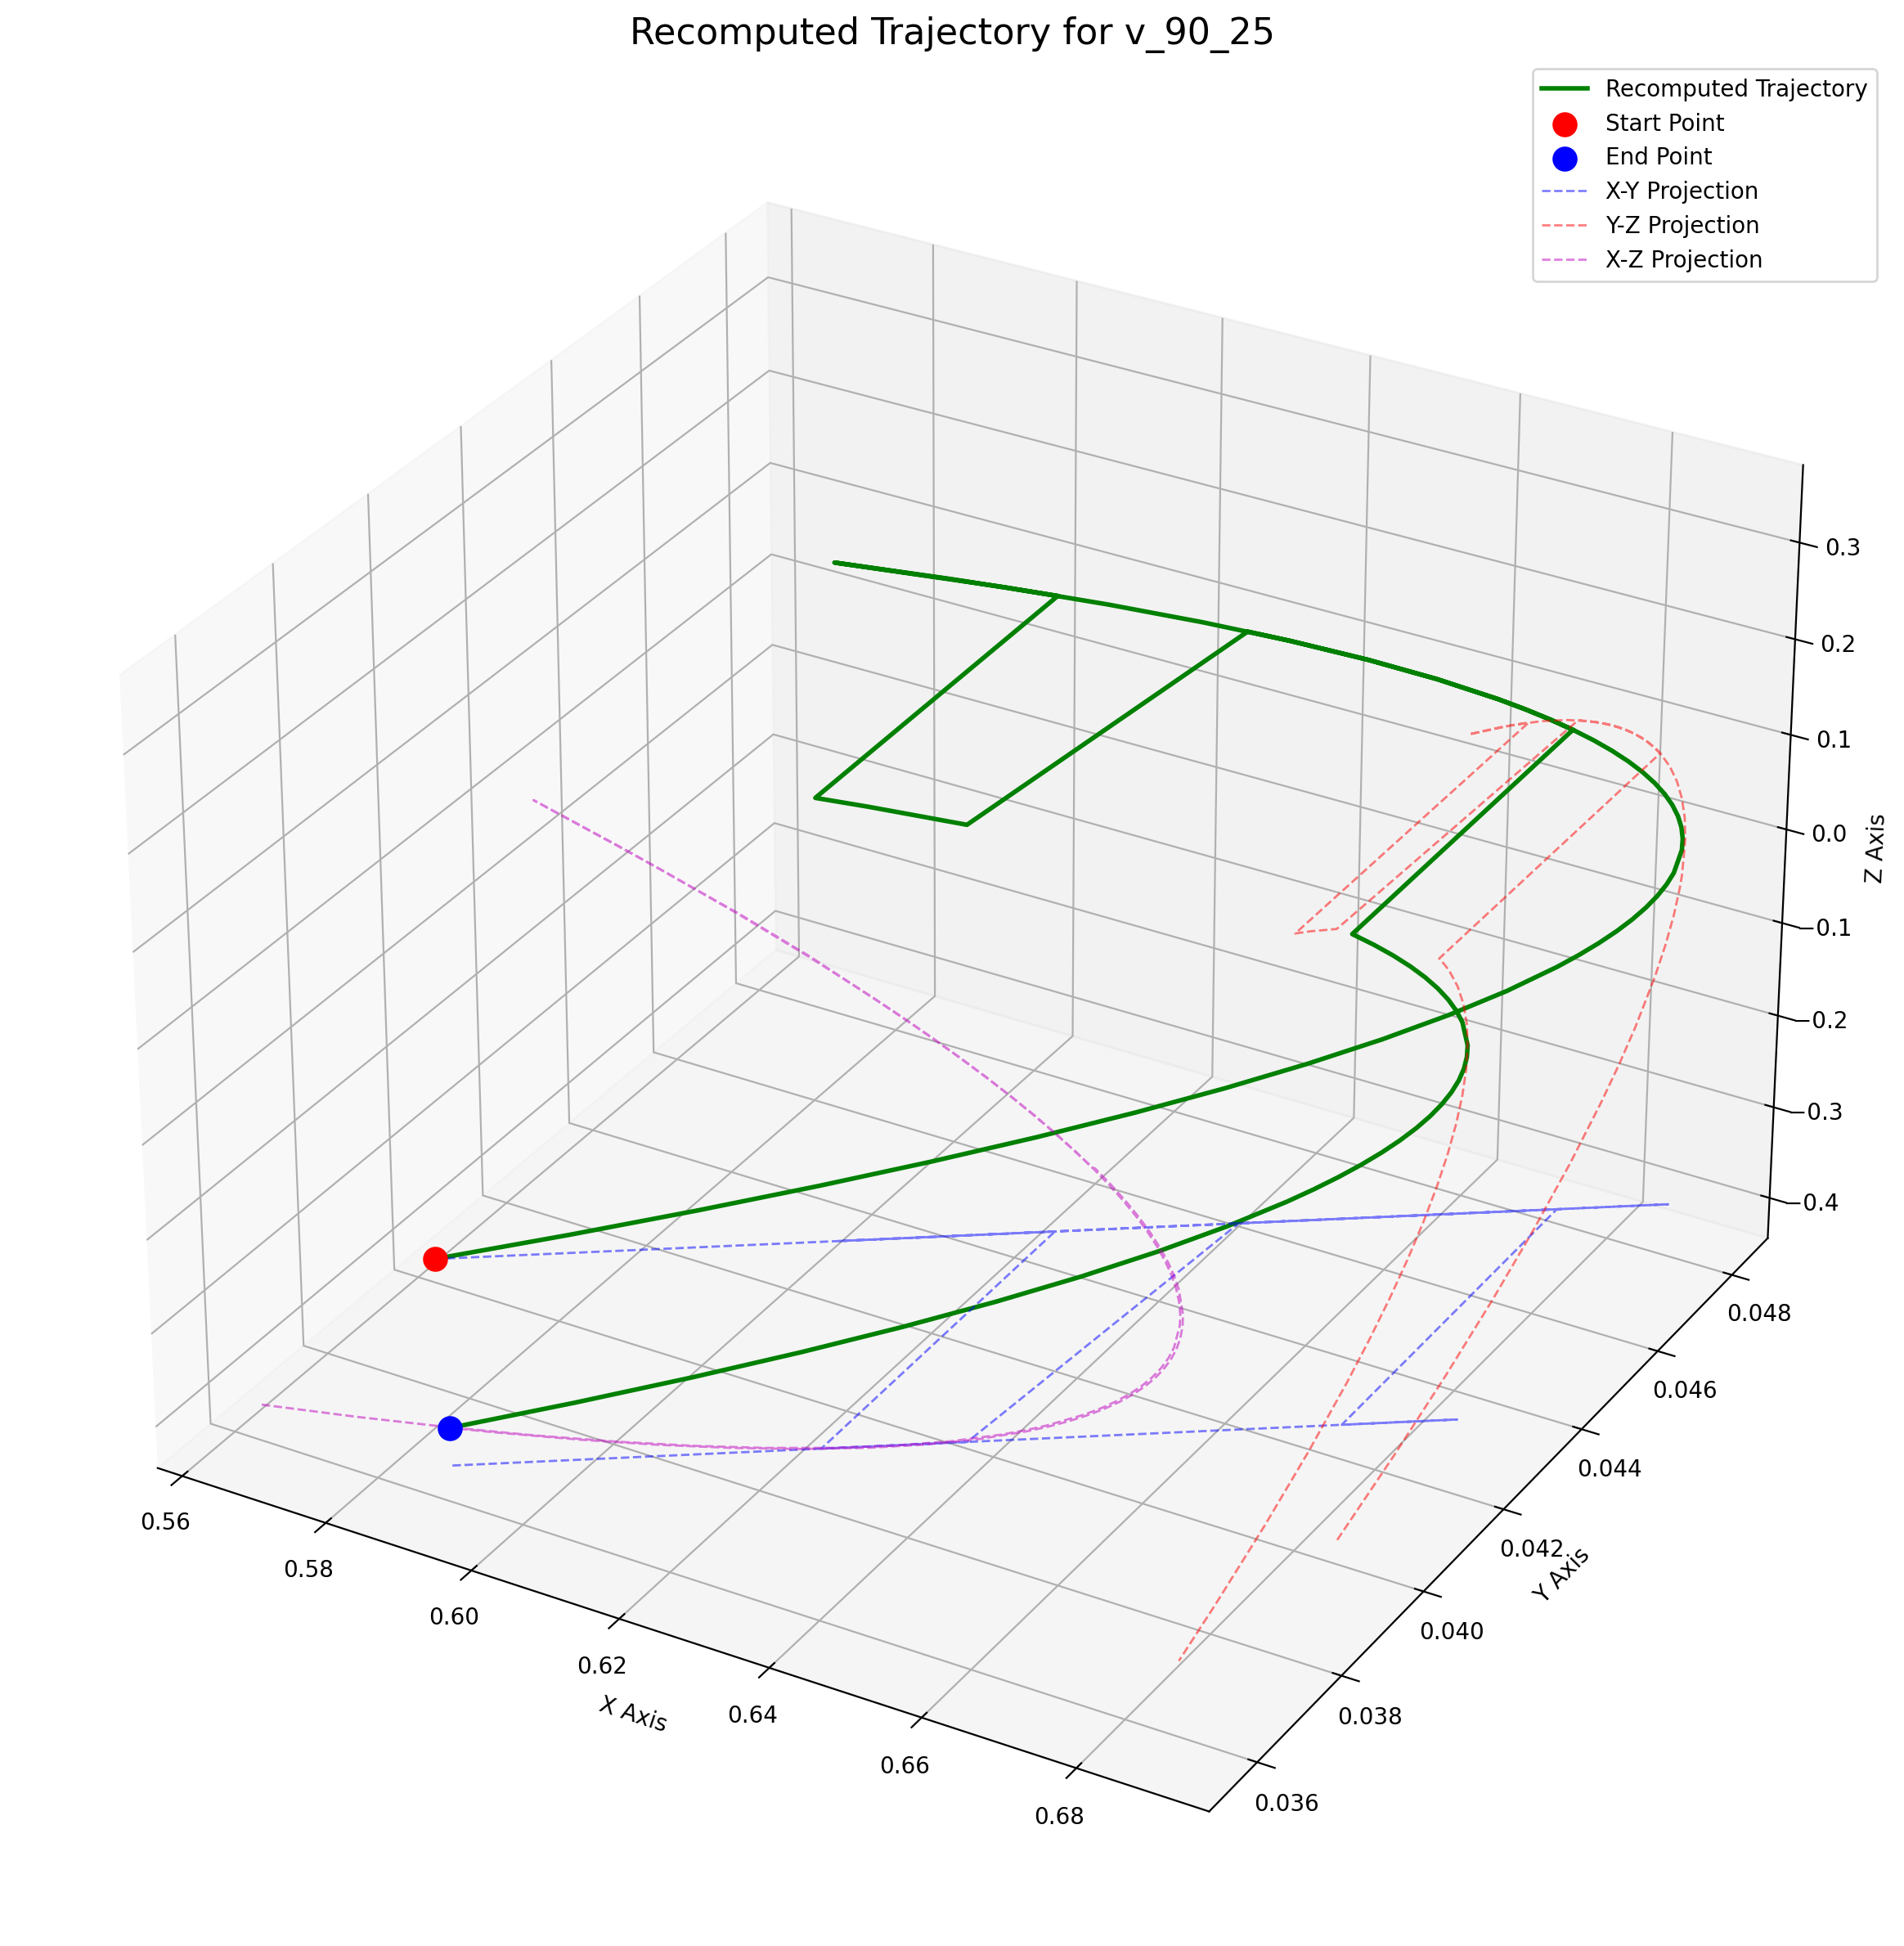 Recomputed Trajectory for v_90_25
Recomputed Trajectory
Start Point
End Point
X-Y Projection
Y-Z Projection
X-Z Projection
0.3
0.2
0.1
0.0
−0.1
−0.2
−0.3
−0.4
Z Axis
0.048
0.046
0.044
0.042
0.040
0.038
0.036
Y Axis
0.56
0.58
0.60
0.62
0.64
0.66
0.68
X Axis